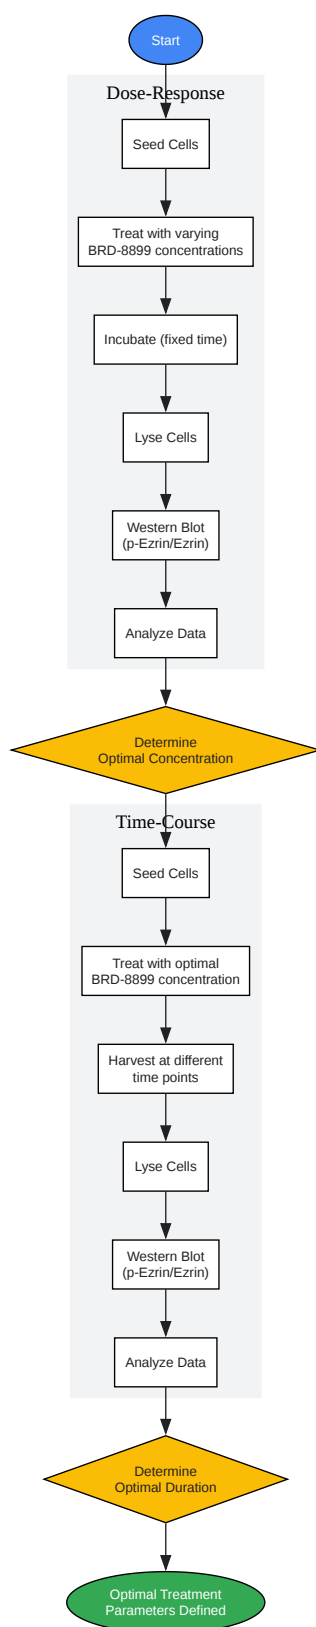 Start
Dose-Response
Seed Cells
Treat with varying
BRD-8899 concentrations
Incubate (fixed time)
Lyse Cells
Western Blot
(p-Ezrin/Ezrin)
Analyze Data
Determine
Optimal Concentration
Time-Course
Seed Cells
Treat with optimal
BRD-8899 concentration
Harvest at different
time points
Lyse Cells
Western Blot
(p-Ezrin/Ezrin)
Analyze Data
Determine
Optimal Duration
Optimal Treatment
Parameters Defined